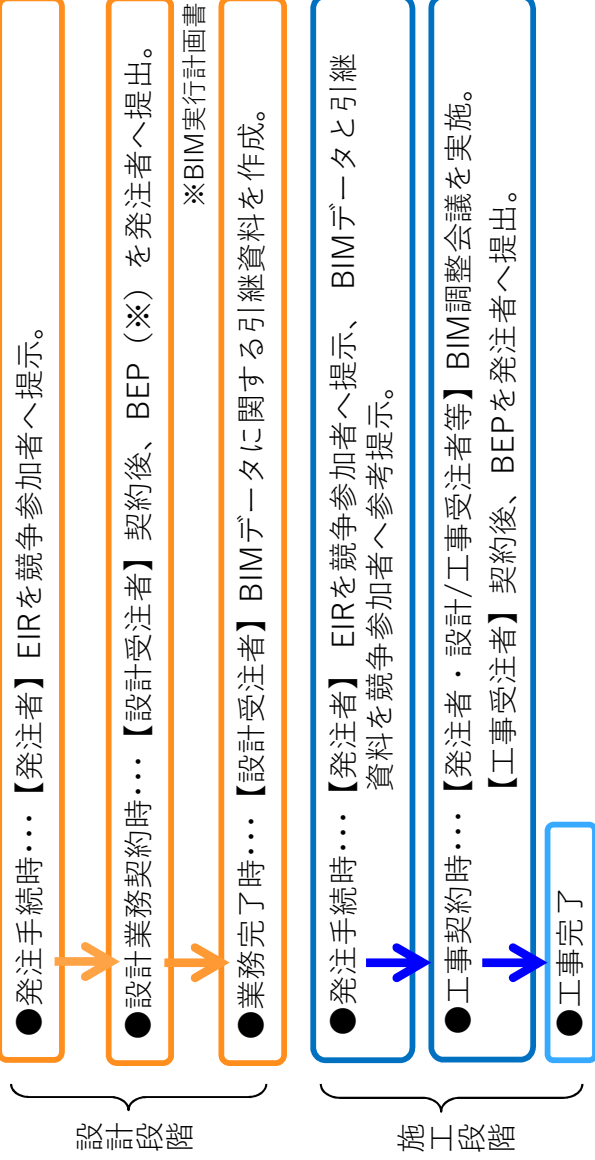 設計段階
●発注手続時･･･【発注者】EIRを競争参加者へ提示。
●設計業務契約時･･･【設計受注者】契約後、BEP（※）を発注者へ提出。
※BIM実行計画書
●業務完了時･･･【設計受注者】BIMデータに関する引継資料を作成。
施工段階
●発注手続時･･･【発注者】EIRを競争参加者へ提示、BIMデータと引継
資料を競争参加者へ参考提示。
●工事契約時･･･【発注者・設計/工事受注者等】BIM調整会議を実施。
【工事受注者】契約後、BEPを発注者へ提出。
●工事完了